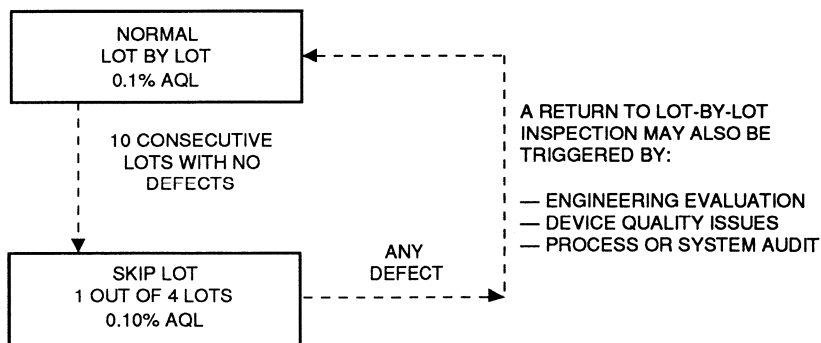 NORMAL
LOT BY LOT
0.1% AQL
10 CONSECUTIVE
LOTS WITH NO
DEFECTS
SKIP LOT
1 OUT OF 4 LOTS
0.10% AQL
ANY
DEFECT
A RETURN TO LOT-BY-LOT
INSPECTION MAY ALSO BE
TRIGGERED BY:
— ENGINEERING EVALUATION
— DEVICE QUALITY ISSUES
— PROCESS OR SYSTEM AUDIT